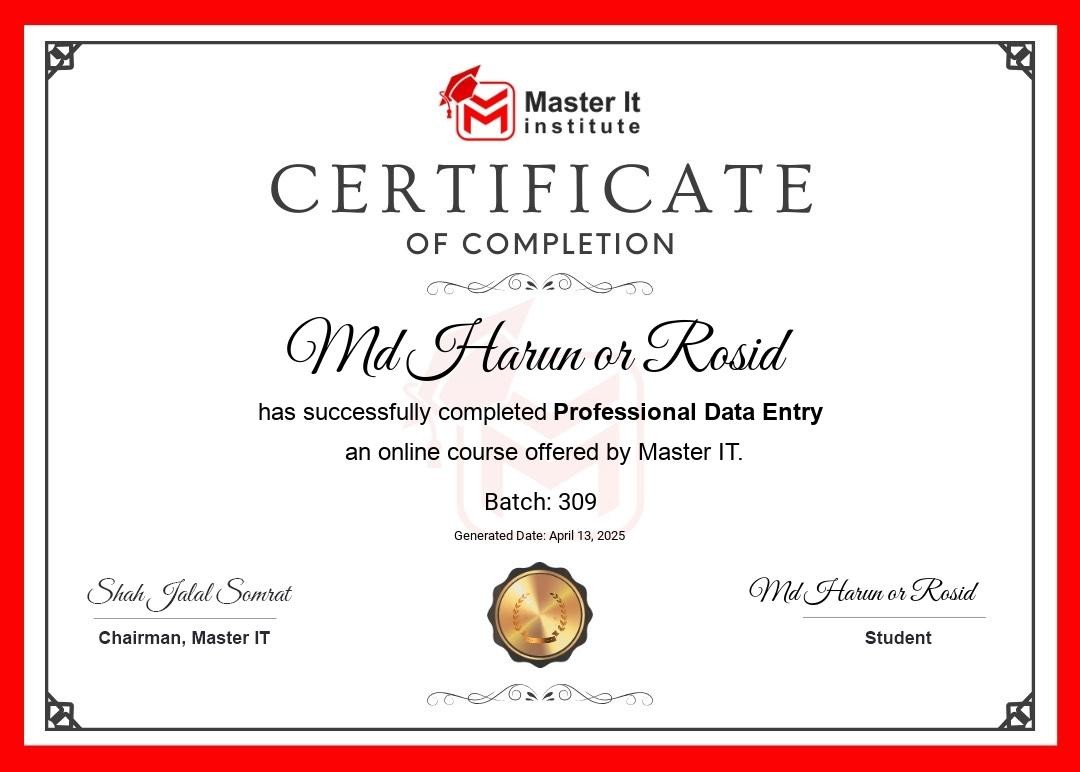 Master It
institute
CERTIFICATE
OF COMPLETION
Md Harun or Rosid
has successfully completed Professional Data Entry
an online course offered by Master IT.
Batch: 309
Generated Date: April 13, 2025
Shah Jalal Somrat
Chairman, Master IT
Md Harun or Rosid
Student